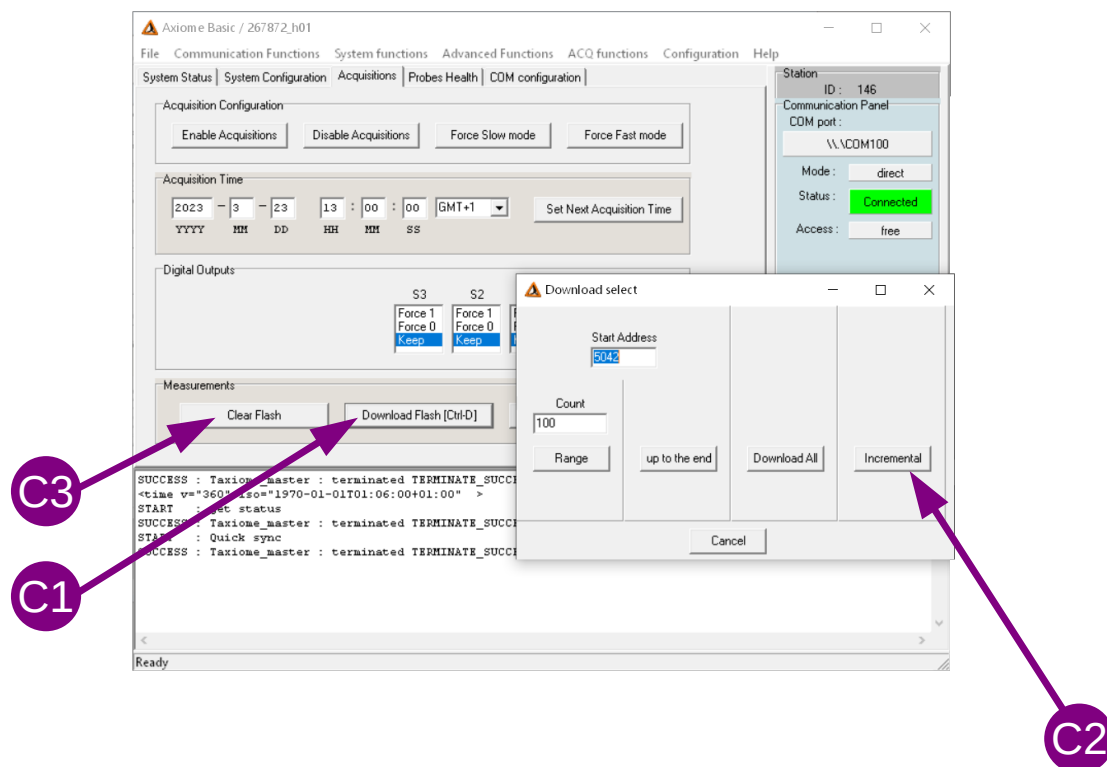 Axiome Basic / 267872_h01
File Communication Functions System functions Advanced Functions ACQ functions Configuration Help
System Status System Configuration Acquisitions Probes Health COM configuration
Station
ID : 146
Communication Panel
COM port :
\\.\COM100
Mode : direct
Status : Connected
Access : free
Acquisition Configuration
Enable Acquisitions Disable Acquisitions Force Slow mode Force Fast mode
Acquisition Time
2023 - 3 - 23 13 : 00 : 00 GMT+1 Set Next Acquisition Time
YYYY MM DD HH MM SS
Digital Outputs
S3 S2
Force 1 Force 1
Force 0 Force 0
Keep Keep
Measurements
Clear Flash Download Flash [Ctrl-D]
Download select
Start Address
5042
Count
100
Range up to the end Download All Incremental
Cancel
SUCCESS : Taxiome_master : terminated TERMINATE_SUCC
<time v="360" iso="1970-01-01T01:06:00+01:00" >
START : get status
SUCCESS : Taxiome_master : terminated TERMINATE_SUCC
START : Quick sync
SUCCESS : Taxiome_master : terminated TERMINATE_SUCC
Ready
C3
C1
C2